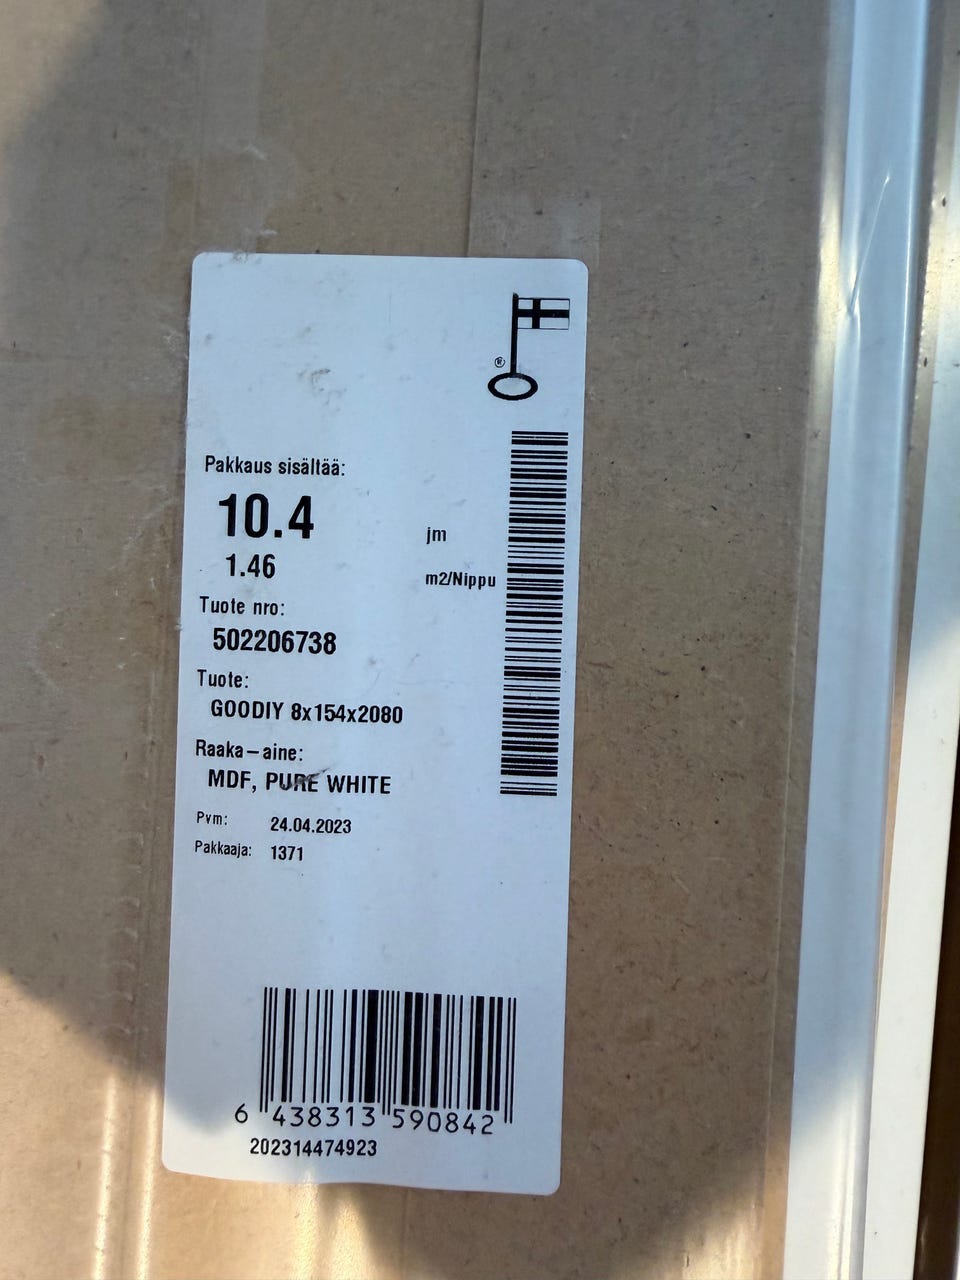 ®
Pakkaus sisältää:
10.4 jm
1.46 m2/Nippu
Tuote nro:
502206738
Tuote:
GOODIY 8x154x2080
Raaka-aine:
MDF, PURE WHITE
Pvm: 24.04.2023
Pakkaaja: 1371
6 438313 590842
202314474923